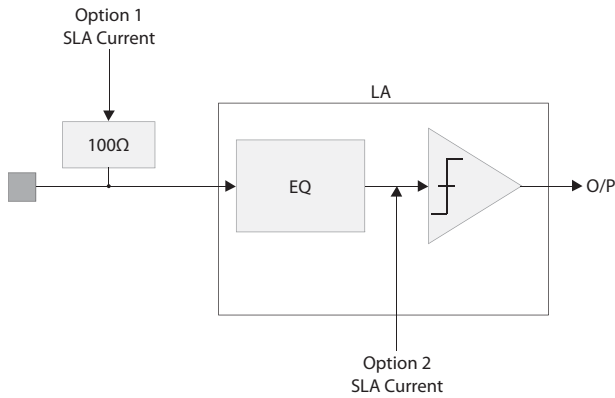 Option 1
SLA Current
LA
100Ω
EQ
O/P
Option 2
SLA Current